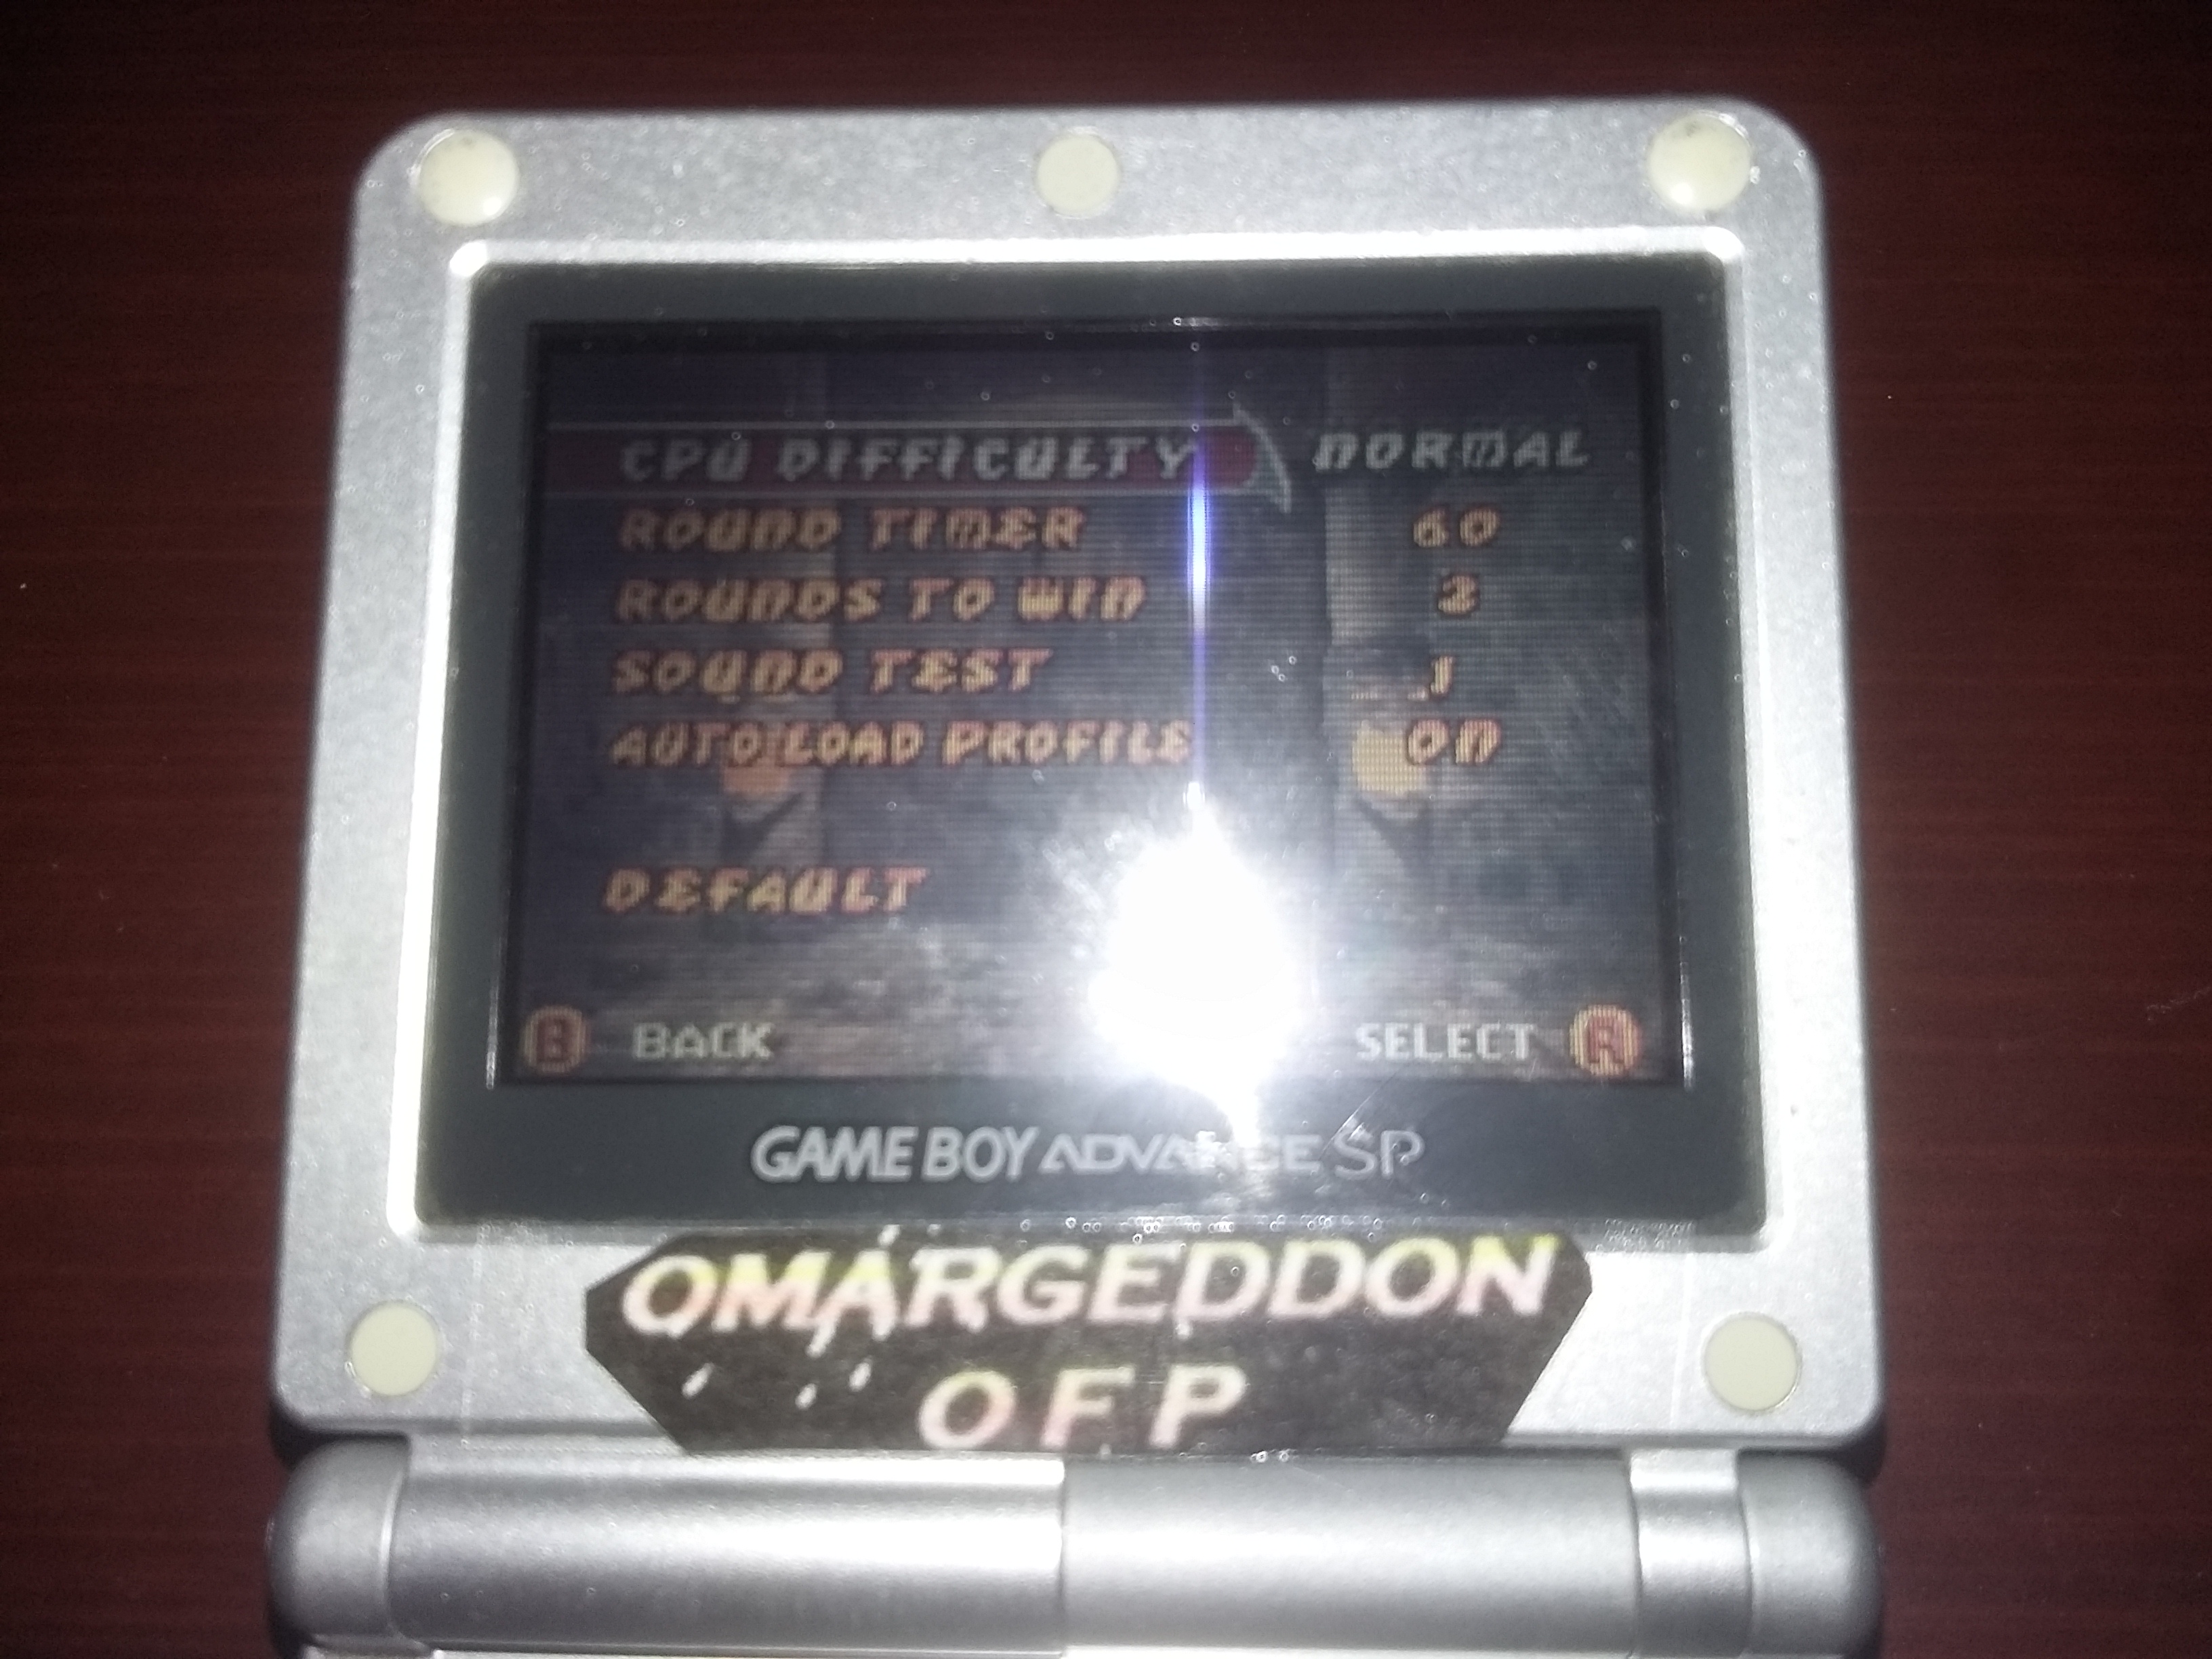 CPU DIFFICULTY NORMAL
ROUND TIMER 60
ROUNDS TO WIN 2
SOUND TEST 1
AUTO LOAD PROFILE ON
DEFAULT
B BACK SELECT R
GAME BOY ADVANCE SP
OMARGEDDON
OFP